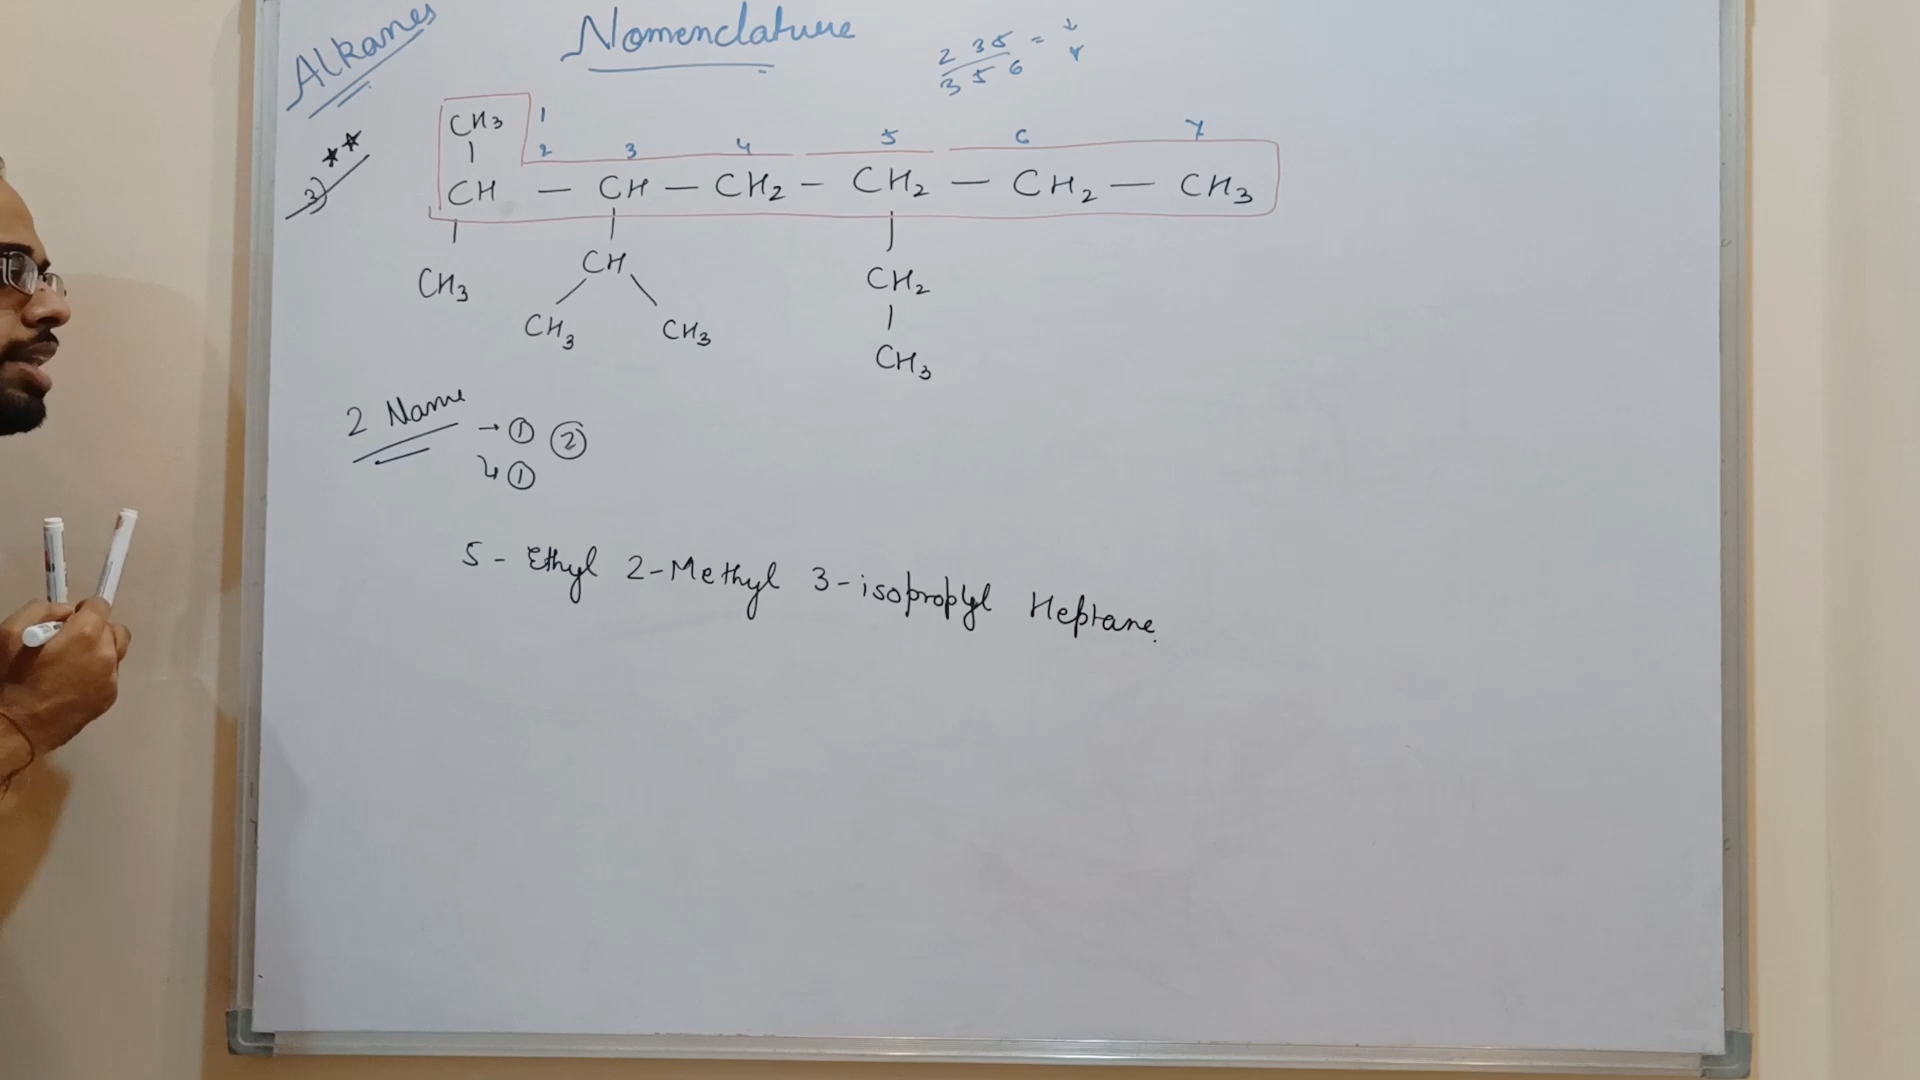 Alkanes
Nomenclature
2 3 5 = ↓
3 5 6
3) **
CH3 1
2 3 4 5 6 7
CH — CH — CH2 — CH2 — CH2 — CH3
CH3 CH CH2
CH3 CH3 CH3
2 Name → ① ②
↳ ①
5 - Ethyl 2-Methyl 3-isopropyl Heptane.